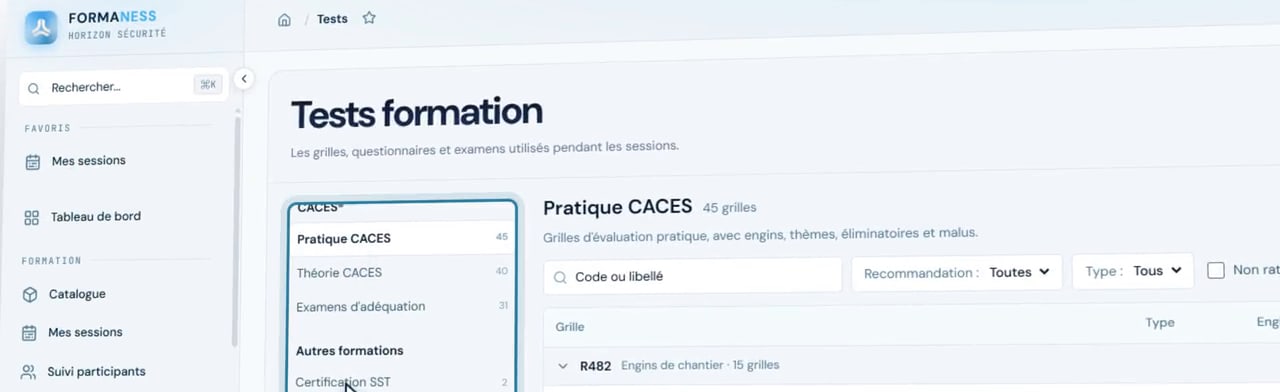 FORMANESS
HORIZON SÉCURITÉ
Rechercher...
⌘K
FAVORIS
Mes sessions
Tableau de bord
FORMATION
Catalogue
Mes sessions
Suivi participants
/ Tests
Tests formation
Les grilles, questionnaires et examens utilisés pendant les sessions.
CACES®
Pratique CACES 45
Théorie CACES 40
Examens d'adéquation 31
Autres formations
Certification SST 2
Pratique CACES 45 grilles
Grilles d'évaluation pratique, avec engins, thèmes, éliminatoires et malus.
Code ou libellé
Recommandation : Toutes
Type : Tous
Non
Grille Type
R482 Engins de chantier · 15 grilles